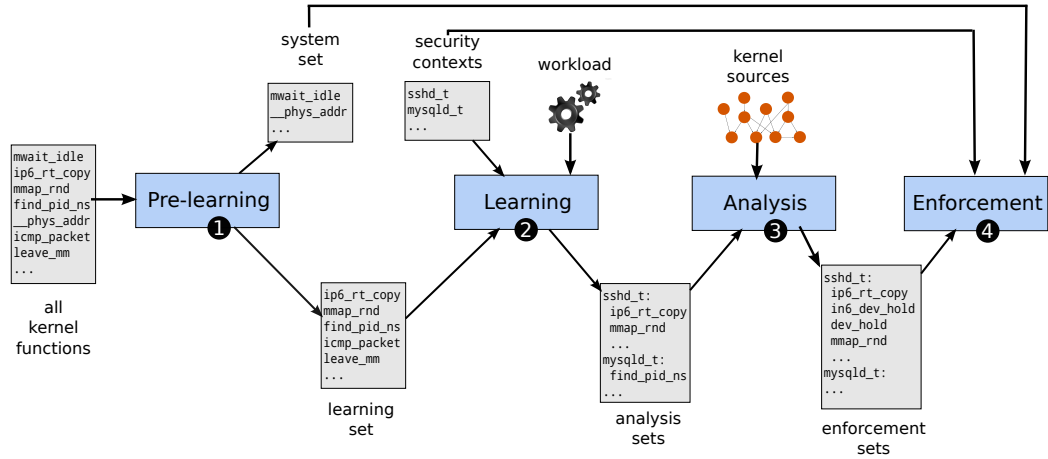 system
set
security
contexts
workload
kernel
sources
mwait_idle
__phys_addr
...
sshd_t
mysqld_t
...
mwait_idle
ip6_rt_copy
mmap_rnd
find_pid_ns
__phys_addr
icmp_packet
leave_mm
...
all
kernel
functions
Pre-learning
1
Learning
2
Analysis
3
Enforcement
4
ip6_rt_copy
mmap_rnd
find_pid_ns
icmp_packet
leave_mm
...
learning
set
sshd_t:
ip6_rt_copy
mmap_rnd
...
mysqld_t:
find_pid_ns
...
analysis
sets
sshd_t:
ip6_rt_copy
in6_dev_hold
dev_hold
mmap_rnd
...
mysqld_t:
...
enforcement
sets